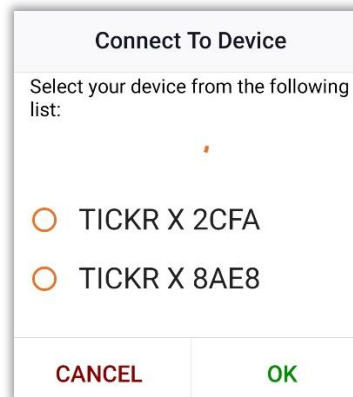 Connect To Device
Select your device from the following
list:
TICKR X 2CFA
TICKR X 8AE8
CANCEL OK